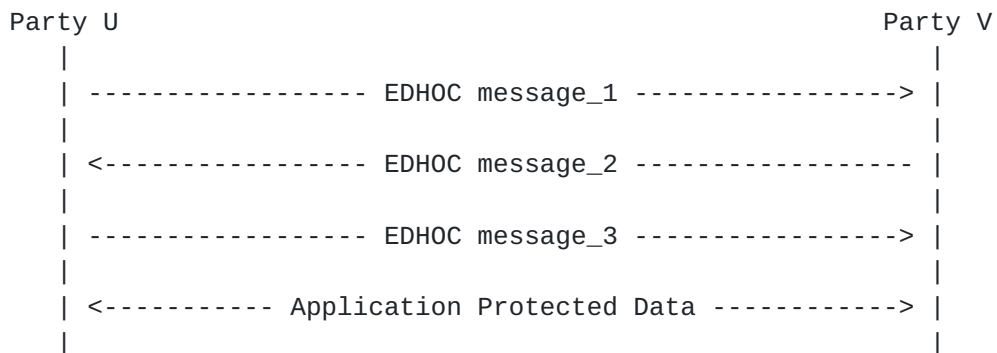 Party U                                                   Party V
   |                                                         |
   | ------------------ EDHOC message_1 -----------------> |
   |                                                         |
   | <----------------- EDHOC message_2 ------------------ |
   |                                                         |
   | ------------------ EDHOC message_3 -----------------> |
   |                                                         |
   | <----------- Application Protected Data ------------> |
   |                                                         |